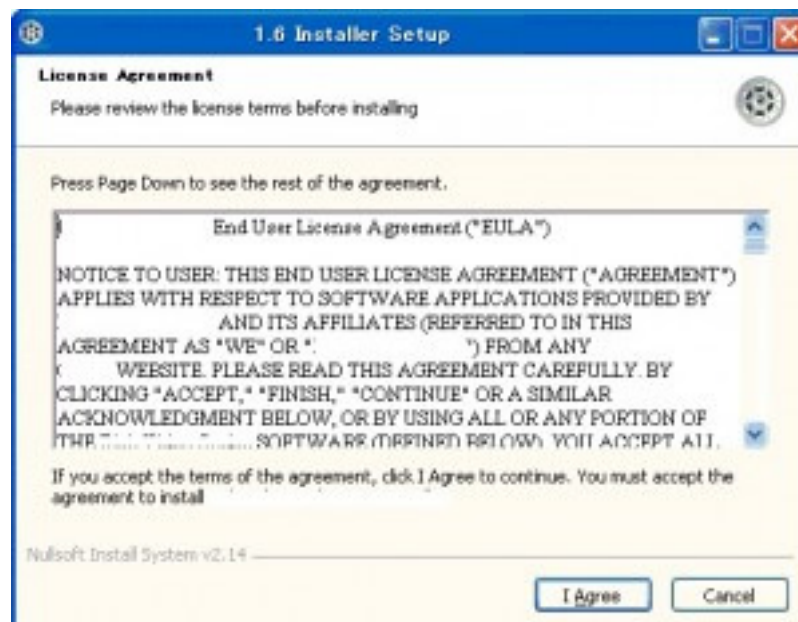 1.6 Installer Setup
License Agreement
Please review the license terms before installing
Press Page Down to see the rest of the agreement.
End User License Agreement ("EULA")
NOTICE TO USER: THIS END USER LICENSE AGREEMENT ("AGREEMENT")
APPLIES WITH RESPECT TO SOFTWARE APPLICATIONS PROVIDED BY
AND ITS AFFILIATES (REFERRED TO IN THIS
AGREEMENT AS "WE" OR " ") FROM ANY
WEBSITE. PLEASE READ THIS AGREEMENT CAREFULLY. BY
CLICKING "ACCEPT," "FINISH," "CONTINUE" OR A SIMILAR
ACKNOWLEDGMENT BELOW, OR BY USING ALL OR ANY PORTION OF
THE SOFTWARE (DEFINED BELOW), YOU ACCEPT ALL
If you accept the terms of the agreement, click I Agree to continue. You must accept the
agreement to install
Nullsoft Install System v2.14
I Agree
Cancel